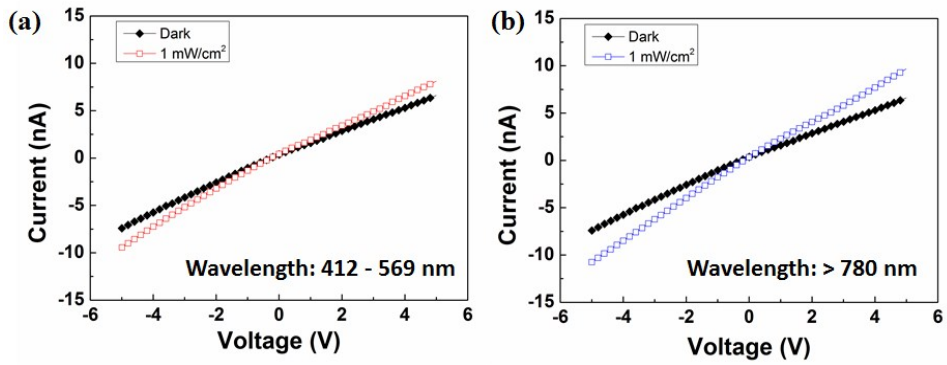 (a)
Dark
1 mW/cm²
15
10
5
0
-5
-10
-15
Current (nA)
Wavelength: 412 - 569 nm
-6 -4 -2 0 2 4 6
Voltage (V)
(b)
Dark
1 mW/cm²
15
10
5
0
-5
-10
-15
Current (nA)
Wavelength: > 780 nm
-6 -4 -2 0 2 4 6
Voltage (V)